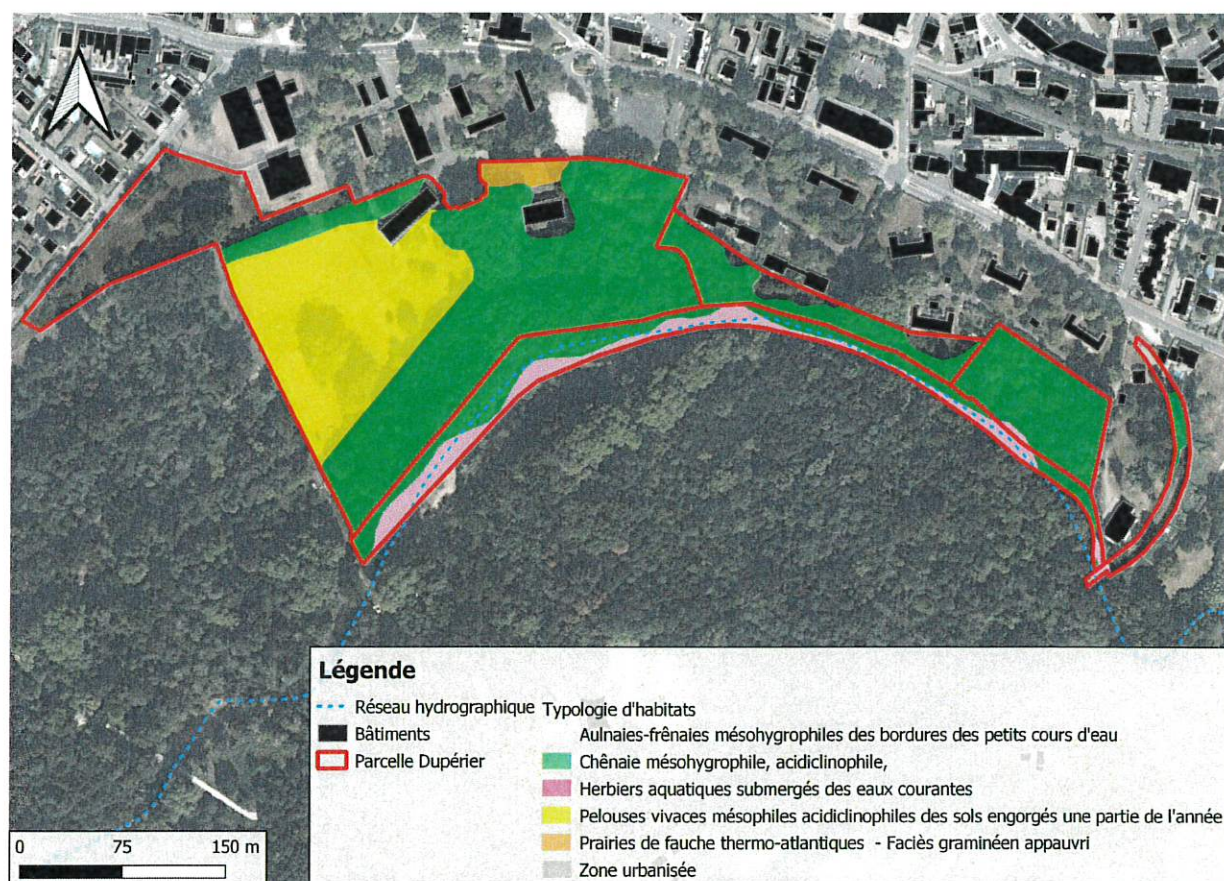 Légende
Réseau hydrographique
Bâtiments
Parcelle Dupérier
Typologie d'habitats
Aulnaies-frênaies mésohygrophiles des bordures des petits cours d'eau
Chênaie mésohygrophile, acidiclinophile,
Herbiers aquatiques submergés des eaux courantes
Pelouses vivaces mésophiles acidiclinophiles des sols engorgés une partie de l'année
Prairies de fauche thermo-atlantiques - Faciès graminéen appauvri
Zone urbanisée
0 75 150 m